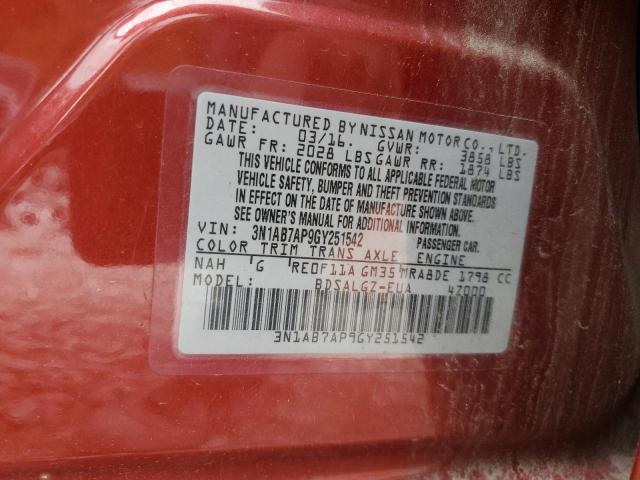 MANUFACTURED BY NISSAN MOTOR CO., LTD.
DATE: 03/16. GVWR: 3858 LBS
GAWR FR: 2028 LBS GAWR RR: 1874 LBS
THIS VEHICLE CONFORMS TO ALL APPLICABLE FEDERAL MOTOR
VEHICLE SAFETY, BUMPER AND THEFT PREVENTION STANDARDS
IN EFFECT ON THE DATE OF MANUFACTURE SHOWN ABOVE.
SEE OWNER'S MANUAL FOR MORE INFORMATION.
VIN: 3N1AB7AP9GY251542 PASSENGER CAR.
COLOR TRIM TRANS AXLE ENGINE
NAH G RE0F11A GM35 MRA8DE 1798 CC
BDSALGZ-EUA 4Z000
3N1AB7AP9GY251542